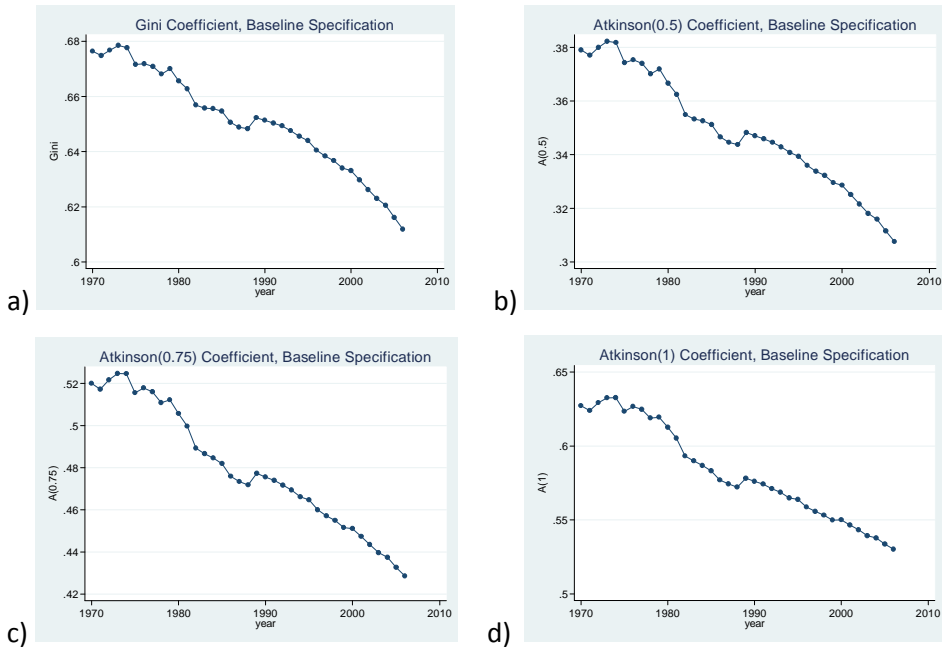 Gini Coefficient, Baseline Specification
.68
.66
.64
.62
.6
Gini
1970
1980
1990
2000
2010
year
a)
Atkinson(0.5) Coefficient, Baseline Specification
.38
.36
.34
.32
.3
A(0.5)
1970
1980
1990
2000
2010
year
b)
Atkinson(0.75) Coefficient, Baseline Specification
.52
.5
.48
.46
.44
.42
A(0.75)
1970
1980
1990
2000
2010
year
c)
Atkinson(1) Coefficient, Baseline Specification
.65
.6
.55
.5
A(1)
1970
1980
1990
2000
2010
year
d)